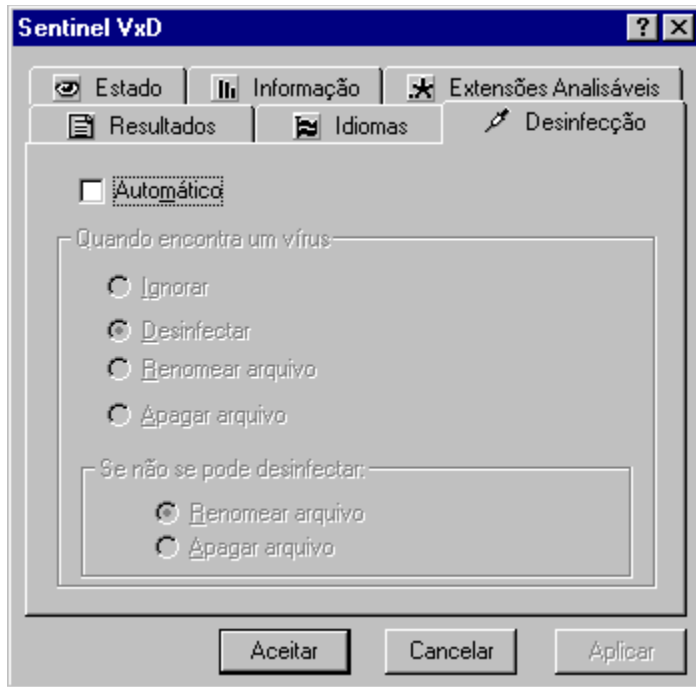 Sentinel VxD
Estado Informação Extensões Analisáveis
Resultados Idiomas Desinfecção
Automático
Quando encontra um vírus
Ignorar
Desinfectar
Renomear arquivo
Apagar arquivo
Se não se pode desinfectar:
Renomear arquivo
Apagar arquivo
Aceitar Cancelar Aplicar